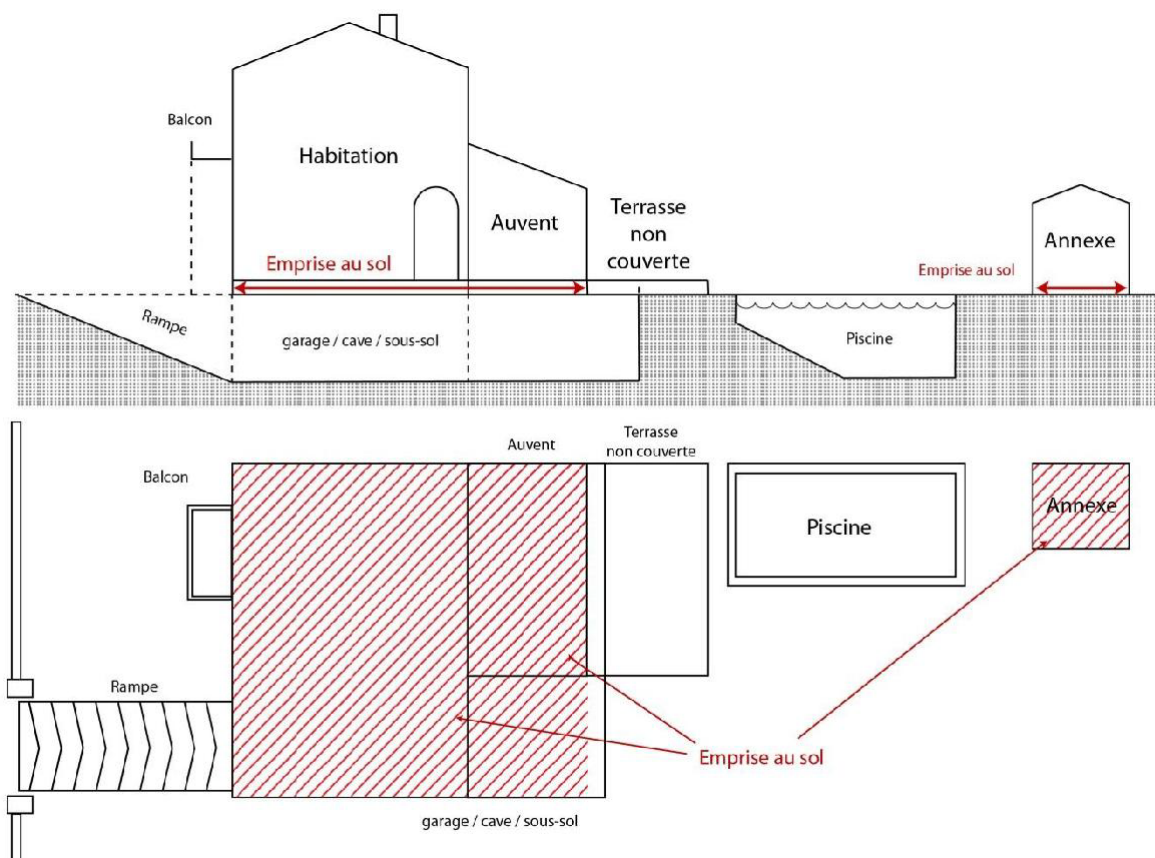 Balcon
Habitation
Auvent
Terrasse
non
couverte
Annexe
Emprise au sol
Emprise au sol
Rampe
garage / cave / sous-sol
Piscine
Auvent
Terrasse
non couverte
Balcon
Piscine
Annexe
Rampe
Emprise au sol
garage / cave / sous-sol